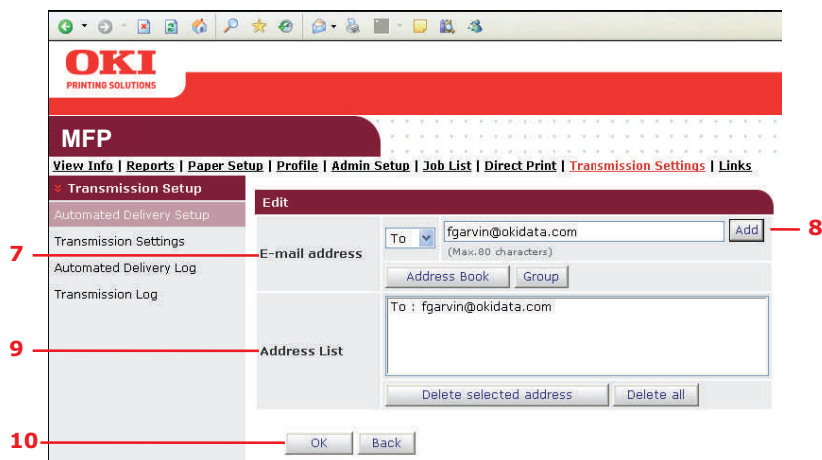 OKI
PRINTING SOLUTIONS
MFP
View Info | Reports | Paper Setup | Profile | Admin Setup | Job List | Direct Print | Transmission Settings | Links
Transmission Setup
Automated Delivery Setup
Transmission Settings
Automated Delivery Log
Transmission Log
Edit
7
E-mail address
To
fgarvin@okidata.com
Add
8
(Max.80 characters)
Address Book
Group
9
Address List
To : fgarvin@okidata.com
Delete selected address
Delete all
10
OK
Back